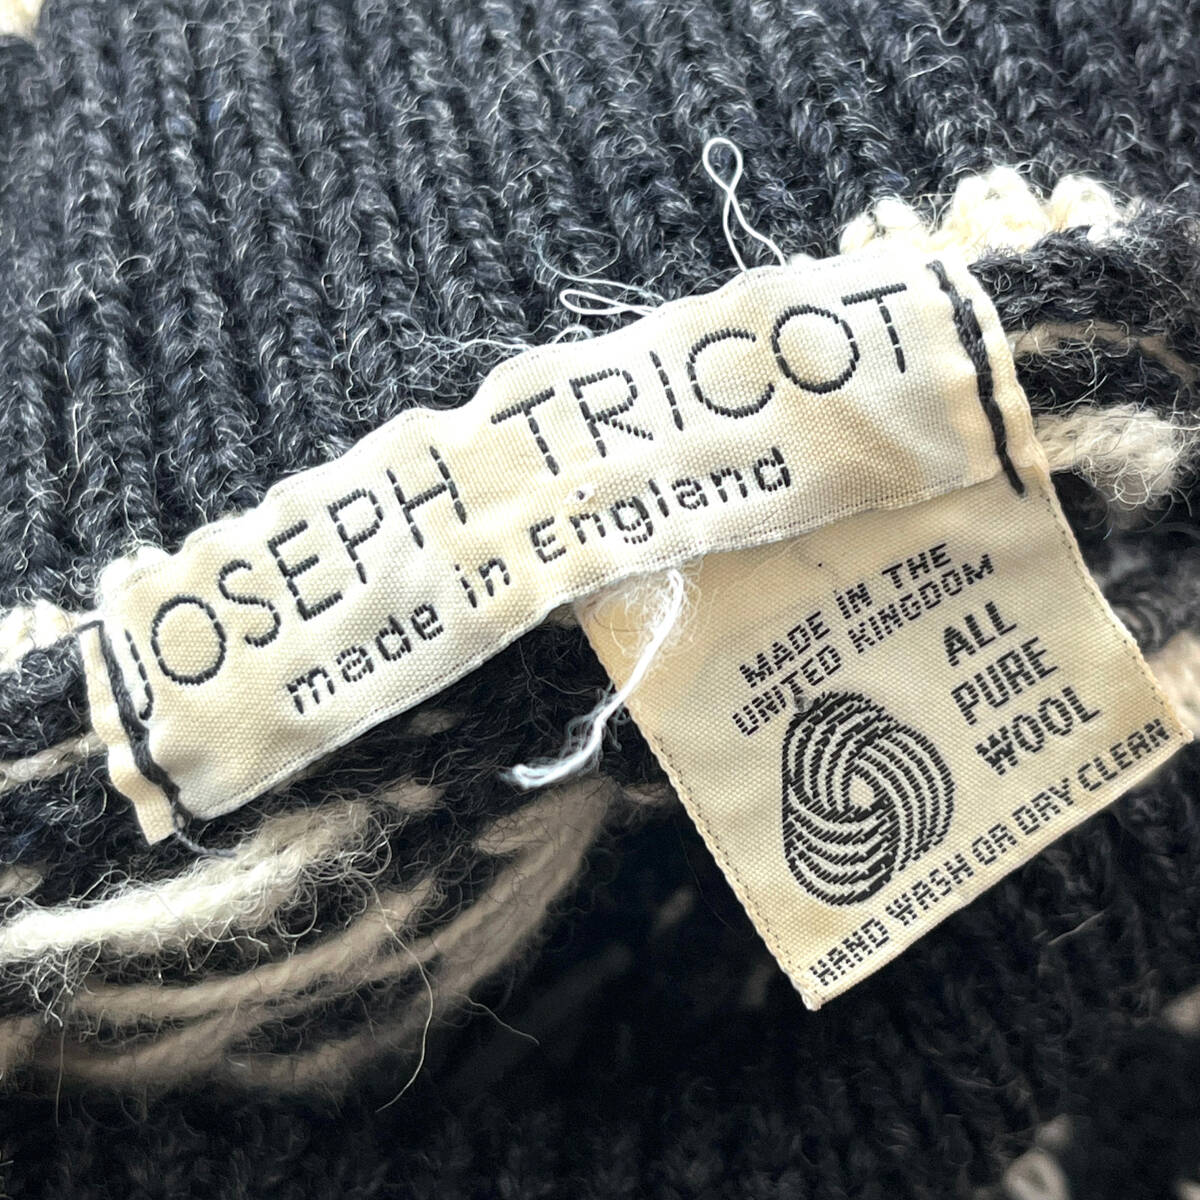 JOSEPH TRICOT
made in England
MADE IN THE
UNITED KINGDOM
ALL
PURE
WOOL
HAND WASH OR DRY CLEAN